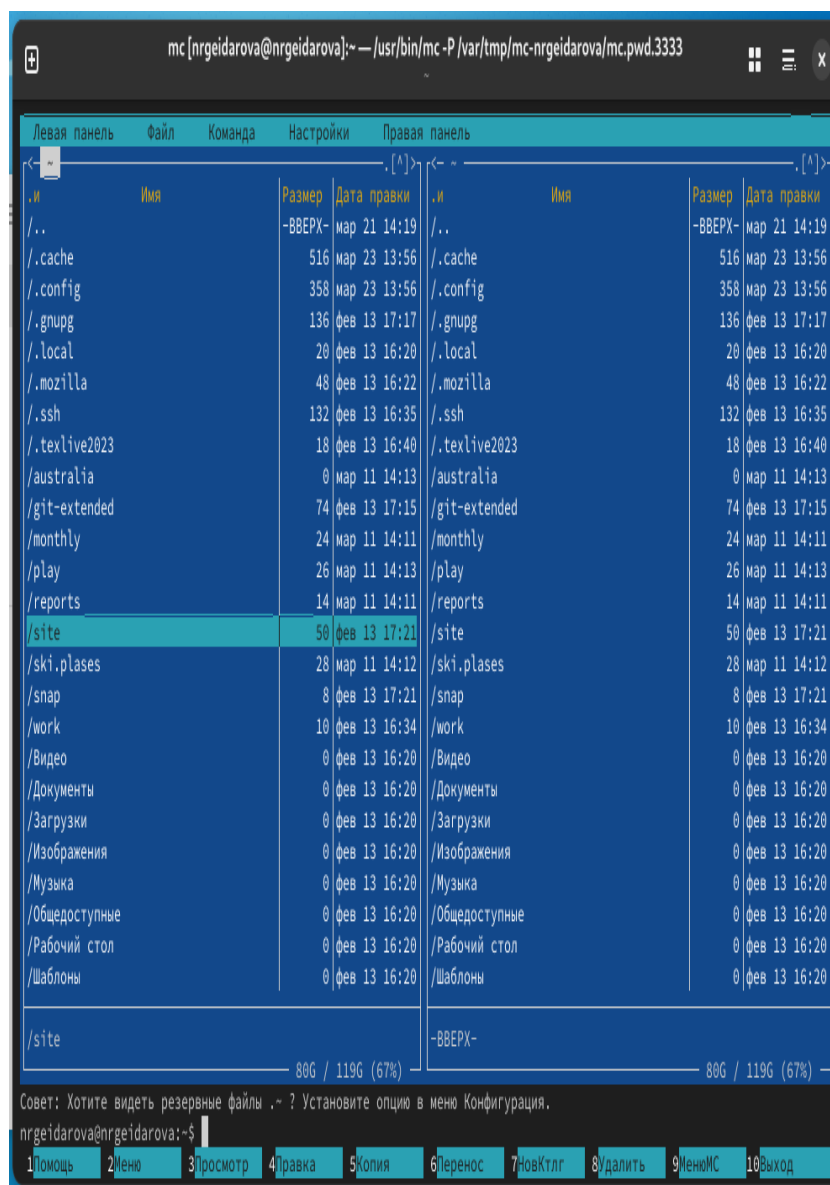 mc [nrgeidarova@nrgeidarova]:~ — /usr/bin/mc -P /var/tmp/mc-nrgeidarova/mc.pwd.3333
~
Левая панель Файл Команда Настройки Правая панель
<- ~ .[^]> <- ~ .[^]>
.и Имя Размер Дата правки .и Имя Размер Дата правки
/.. -ВВЕРХ- мар 21 14:19 /.. -ВВЕРХ- мар 21 14:19
/.cache 516 мар 23 13:56 /.cache 516 мар 23 13:56
/.config 358 мар 23 13:56 /.config 358 мар 23 13:56
/.gnupg 136 фев 13 17:17 /.gnupg 136 фев 13 17:17
/.local 20 фев 13 16:20 /.local 20 фев 13 16:20
/.mozilla 48 фев 13 16:22 /.mozilla 48 фев 13 16:22
/.ssh 132 фев 13 16:35 /.ssh 132 фев 13 16:35
/.texlive2023 18 фев 13 16:40 /.texlive2023 18 фев 13 16:40
/australia 0 мар 11 14:13 /australia 0 мар 11 14:13
/git-extended 74 фев 13 17:15 /git-extended 74 фев 13 17:15
/monthly 24 мар 11 14:11 /monthly 24 мар 11 14:11
/play 26 мар 11 14:13 /play 26 мар 11 14:13
/reports 14 мар 11 14:11 /reports 14 мар 11 14:11
/site 50 фев 13 17:21 /site 50 фев 13 17:21
/ski.plases 28 мар 11 14:12 /ski.plases 28 мар 11 14:12
/snap 8 фев 13 17:21 /snap 8 фев 13 17:21
/work 10 фев 13 16:34 /work 10 фев 13 16:34
/Видео 0 фев 13 16:20 /Видео 0 фев 13 16:20
/Документы 0 фев 13 16:20 /Документы 0 фев 13 16:20
/Загрузки 0 фев 13 16:20 /Загрузки 0 фев 13 16:20
/Изображения 0 фев 13 16:20 /Изображения 0 фев 13 16:20
/Музыка 0 фев 13 16:20 /Музыка 0 фев 13 16:20
/Общедоступные 0 фев 13 16:20 /Общедоступные 0 фев 13 16:20
/Рабочий стол 0 фев 13 16:20 /Рабочий стол 0 фев 13 16:20
/Шаблоны 0 фев 13 16:20 /Шаблоны 0 фев 13 16:20
/site -ВВЕРХ-
80G / 119G (67%) 80G / 119G (67%)
Совет: Хотите видеть резервные файлы .~ ? Установите опцию в меню Конфигурация.
nrgeidarova@nrgeidarova:~$
1Помощь 2Меню 3Просмотр 4Правка 5Копия 6Перенос 7НовКтлг 8Удалить 9МенюMC 10Выход